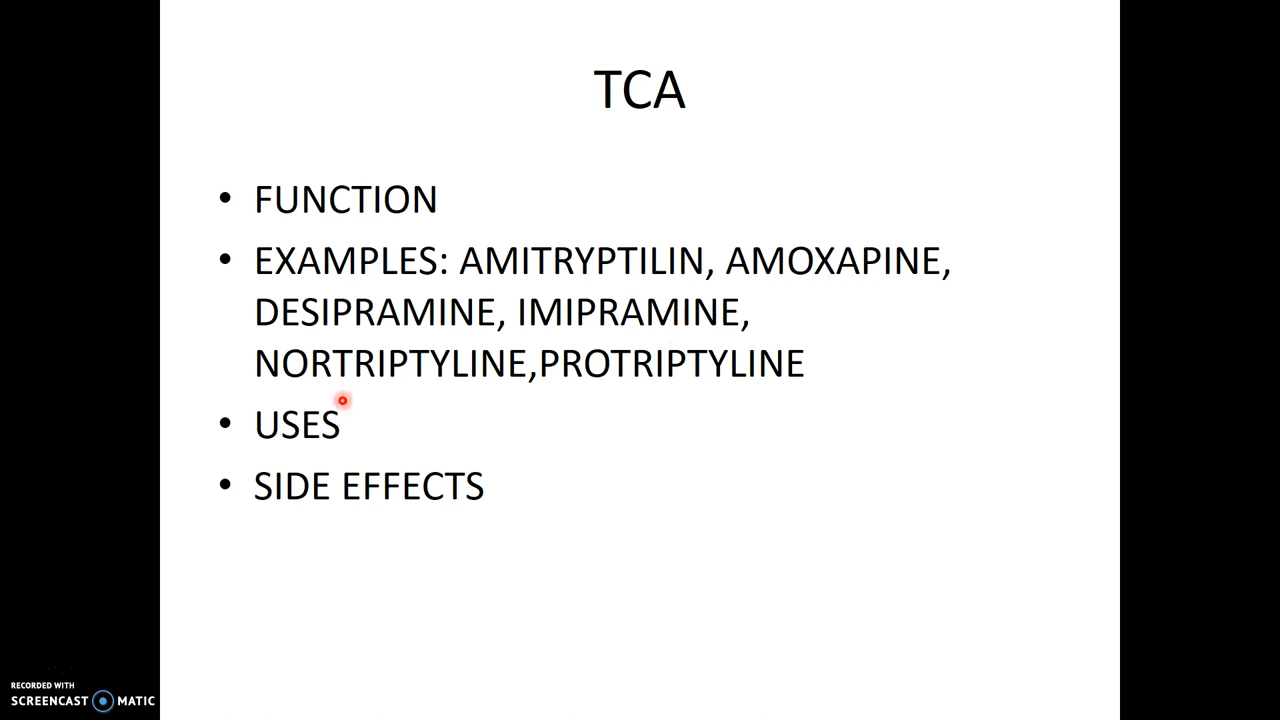 TCA
• FUNCTION
• EXAMPLES: AMITRYPTILIN, AMOXAPINE,
DESIPRAMINE, IMIPRAMINE,
NORTRIPTYLINE,PROTRIPTYLINE
• USES
• SIDE EFFECTS
RECORDED WITH
SCREENCAST MATIC